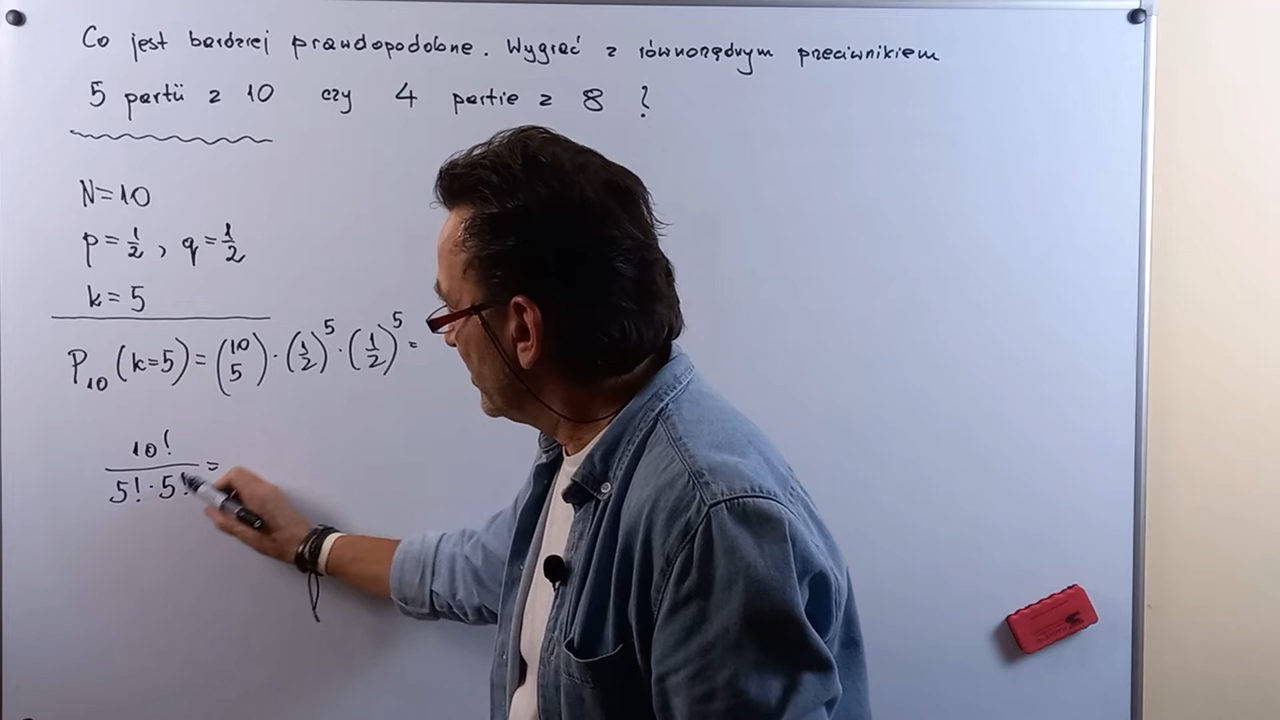 Co jest bardziej prawdopodobne. Wygrać z równorzędnym przeciwnikiem
5 partii z 10 czy 4 partie z 8 ?
N=10
p=1/2 , q=1/2
k=5
P₁₀(k=5)=(10 5)·(1/2)⁵·(1/2)⁵=
10!/(5!·5!)=